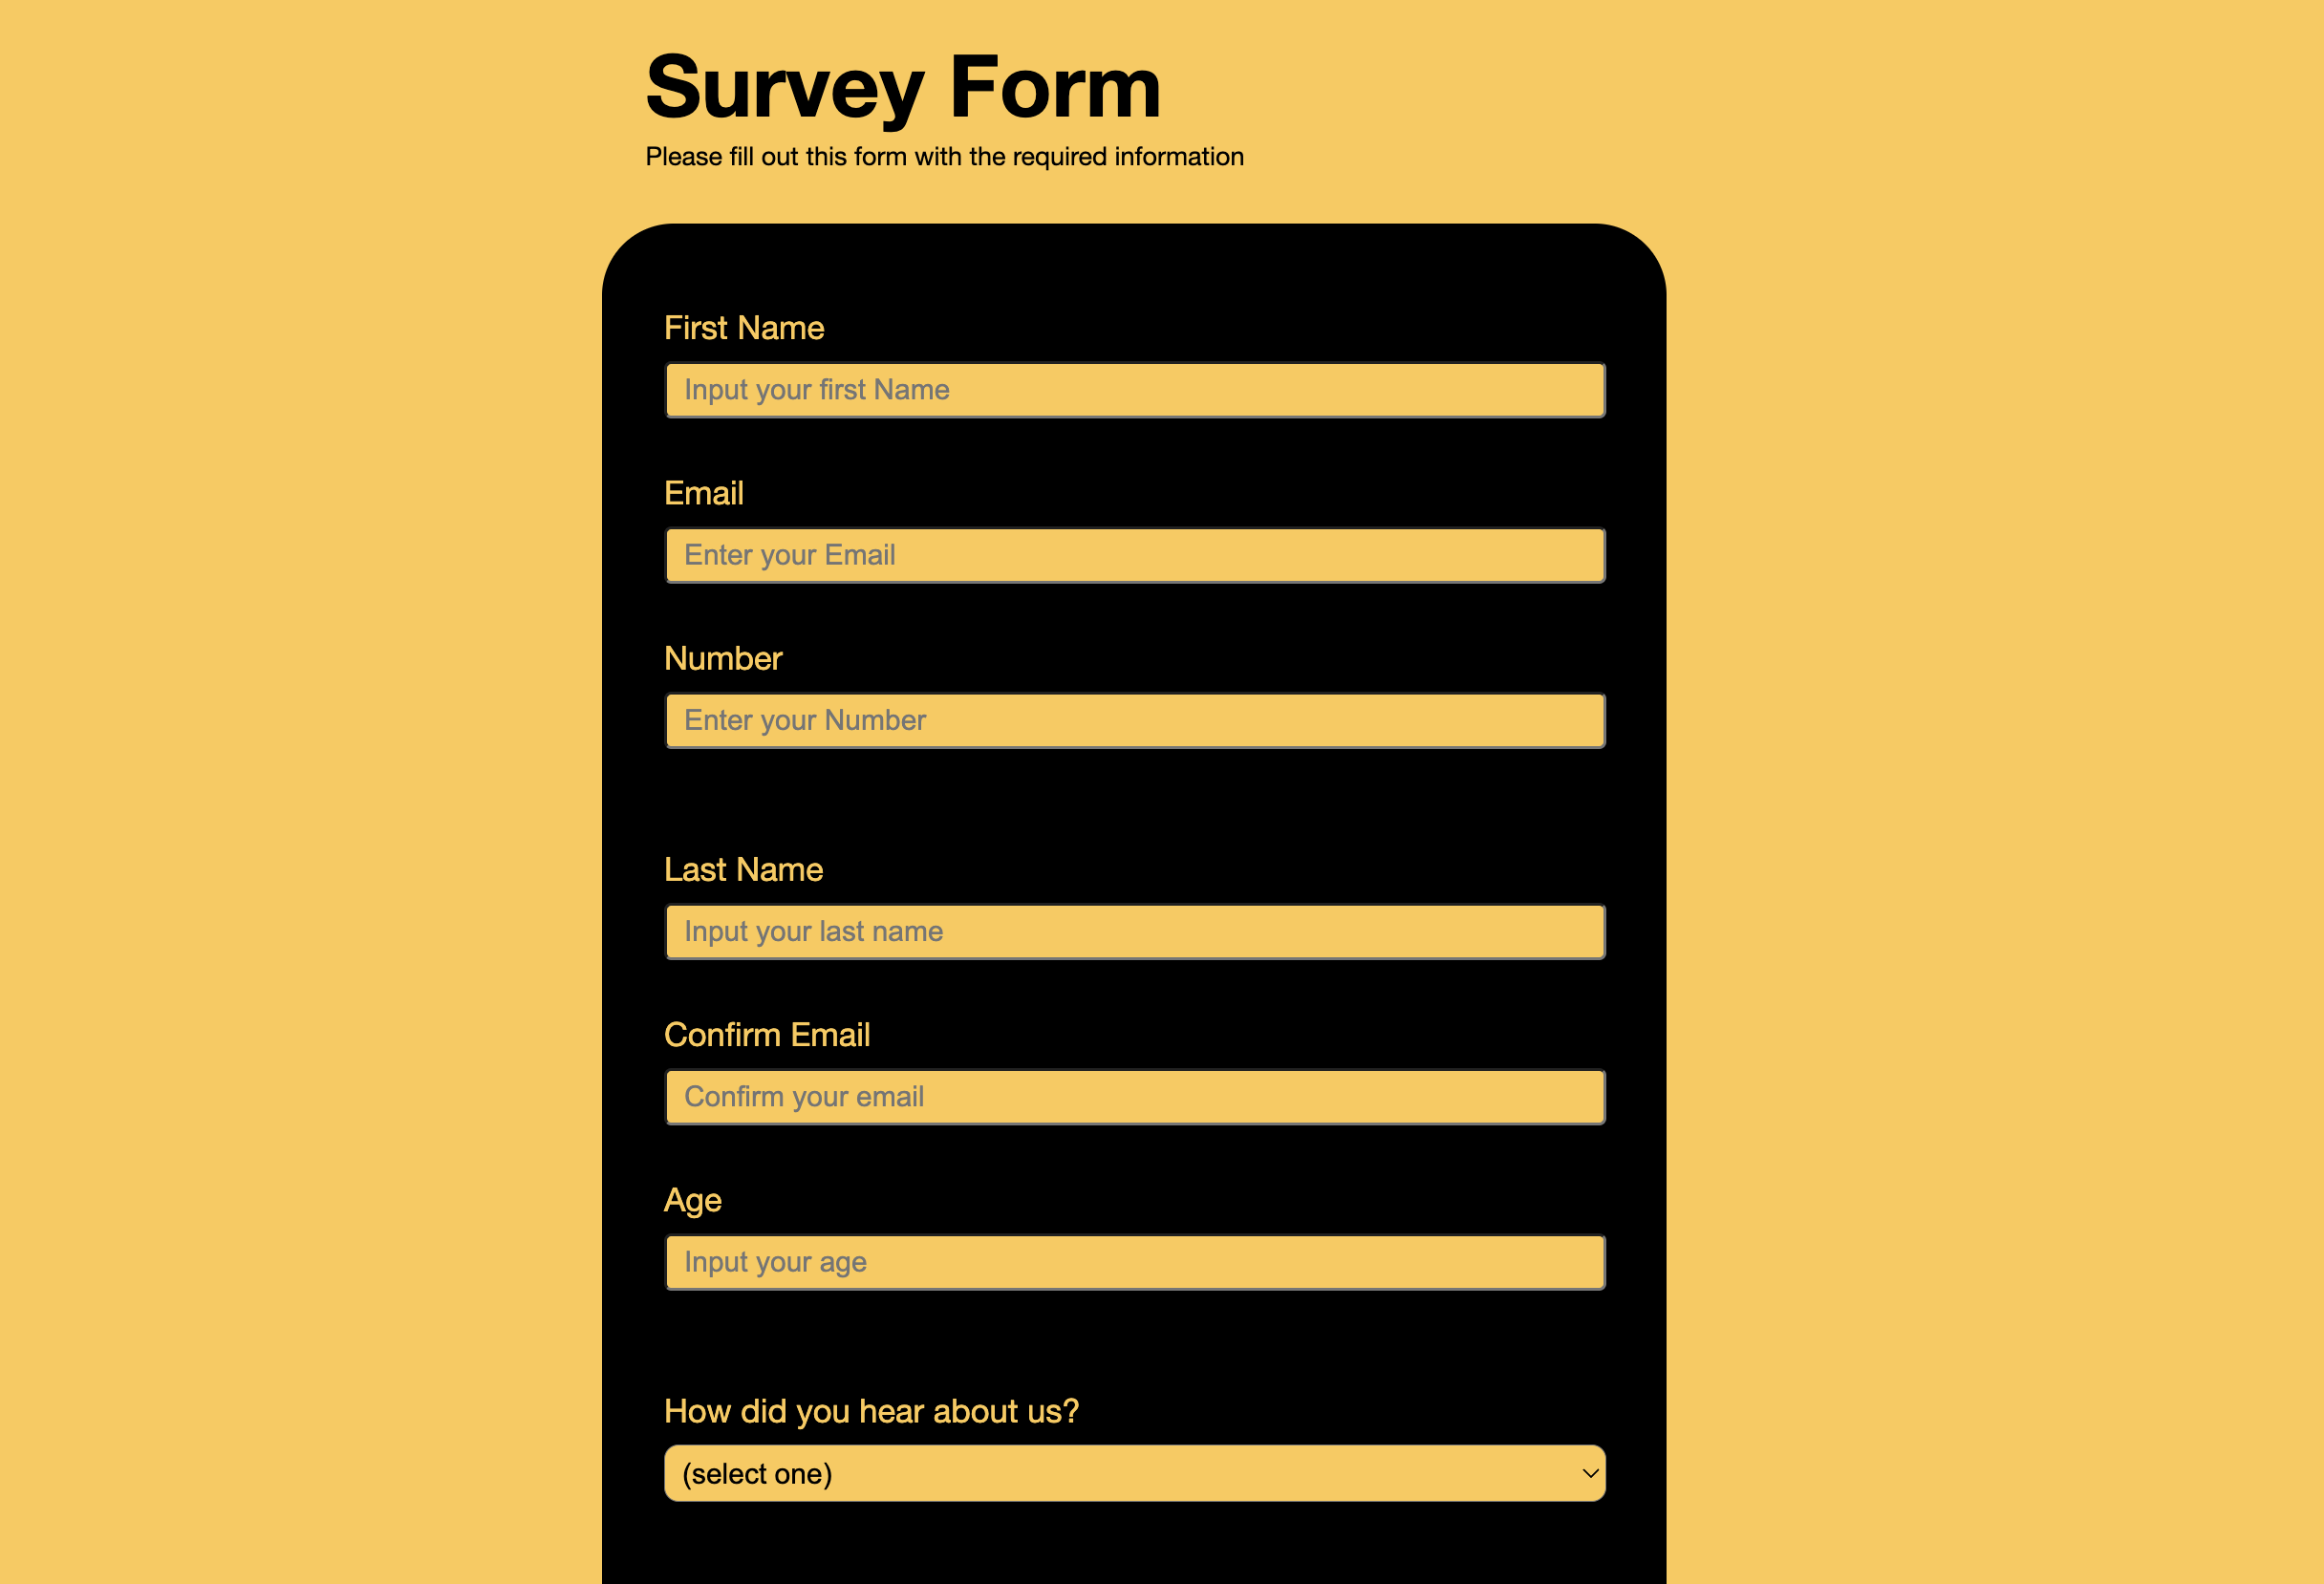 Survey Form
Please fill out this form with the required information
First Name
Input your first Name
Email
Enter your Email
Number
Enter your Number
Last Name
Input your last name
Confirm Email
Confirm your email
Age
Input your age
How did you hear about us?
(select one)